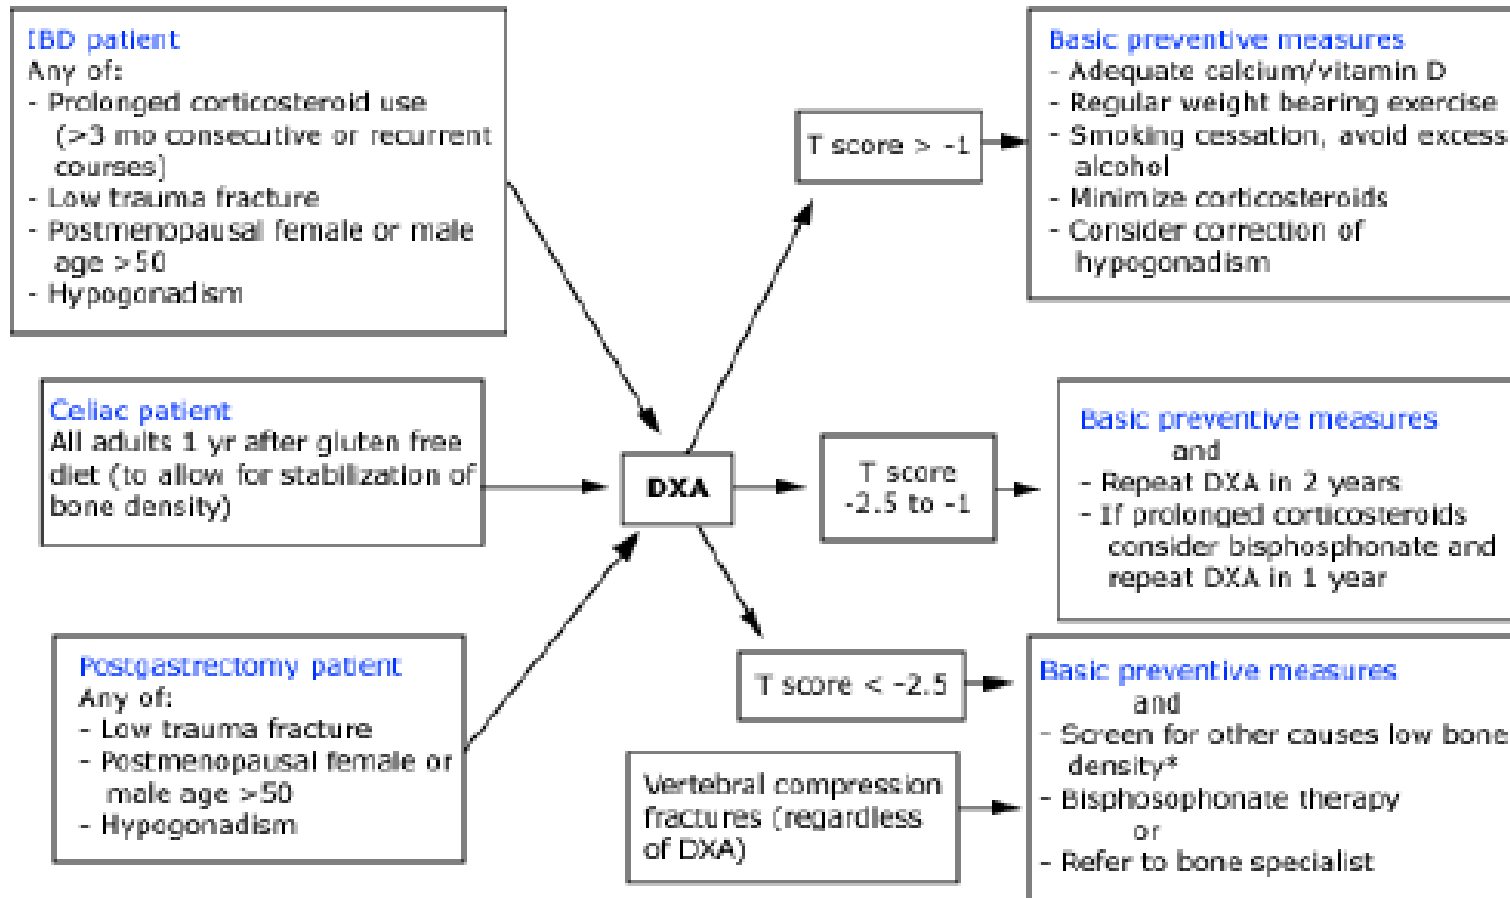 IBD patient
Any of:
- Prolonged corticosteroid use
(>3 mo consecutive or recurrent
courses)
- Low trauma fracture
- Postmenopausal female or male
age >50
- Hypogonadism
Celiac patient
All adults 1 yr after gluten free
diet (to allow for stabilization of
bone density)
Postgastrectomy patient
Any of:
- Low trauma fracture
- Postmenopausal female or
male age >50
- Hypogonadism
DXA
T score > -1
T score
-2.5 to -1
T score < -2.5
Vertebral compression
fractures (regardless
of DXA)
Basic preventive measures
- Adequate calcium/vitamin D
- Regular weight bearing exercise
- Smoking cessation, avoid excess
alcohol
- Minimize corticosteroids
- Consider correction of
hypogonadism
Basic preventive measures
and
- Repeat DXA in 2 years
- If prolonged corticosteroids
consider bisphosphonate and
repeat DXA in 1 year
Basic preventive measures
and
- Screen for other causes low bone
density*
- Bisphosophonate therapy
or
- Refer to bone specialist